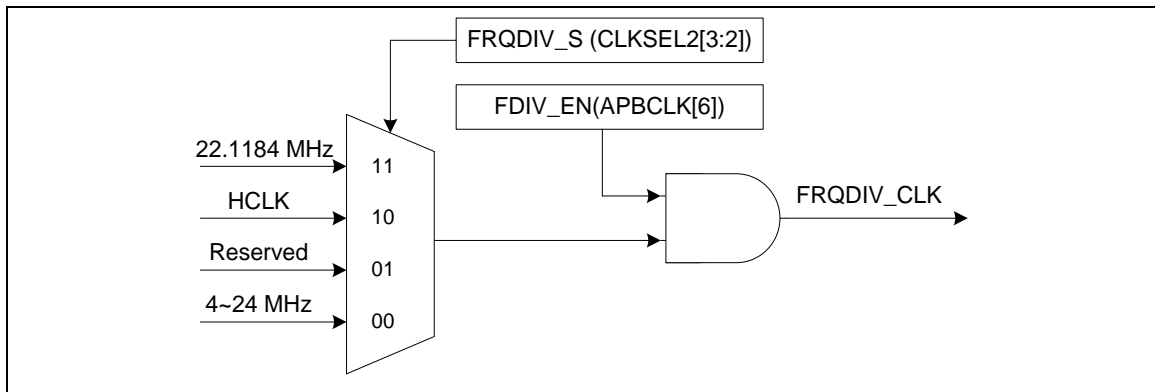 FRQDIV_S (CLKSEL2[3:2])
FDIV_EN(APBCLK[6])
22.1184 MHz
11
HCLK
10
Reserved
01
4~24 MHz
00
FRQDIV_CLK